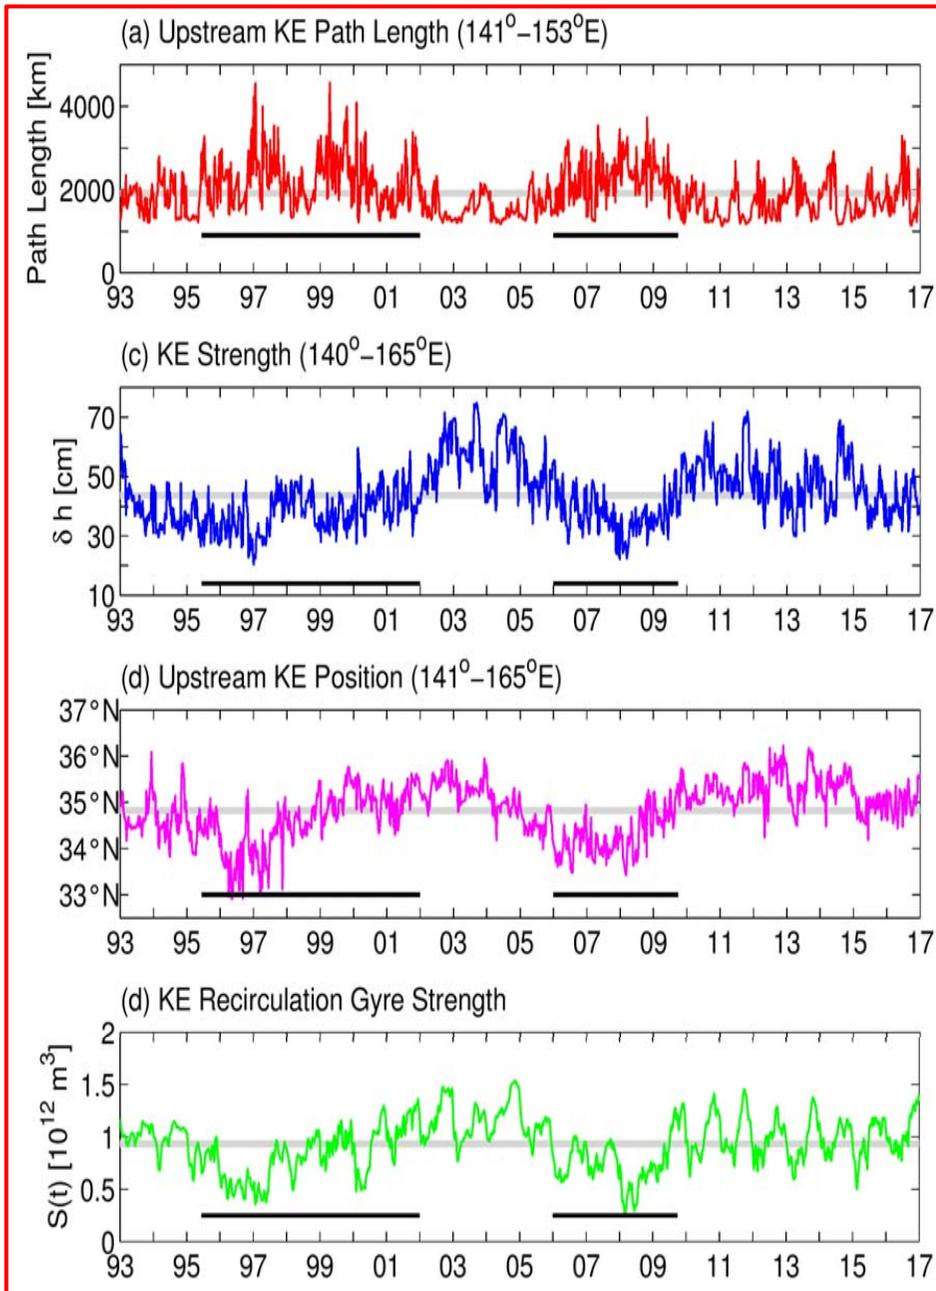 (a) Upstream KE Path Length (141°–153°E)
Path Length [km]
4000
2000
0
93 95 97 99 01 03 05 07 09 11 13 15 17
(c) KE Strength (140°–165°E)
δ h [cm]
70
50
30
10
93 95 97 99 01 03 05 07 09 11 13 15 17
(d) Upstream KE Position (141°–165°E)
37°N
36°N
35°N
34°N
33°N
93 95 97 99 01 03 05 07 09 11 13 15 17
(d) KE Recirculation Gyre Strength
S(t) [10¹² m³]
2
1.5
1
0.5
0
93 95 97 99 01 03 05 07 09 11 13 15 17